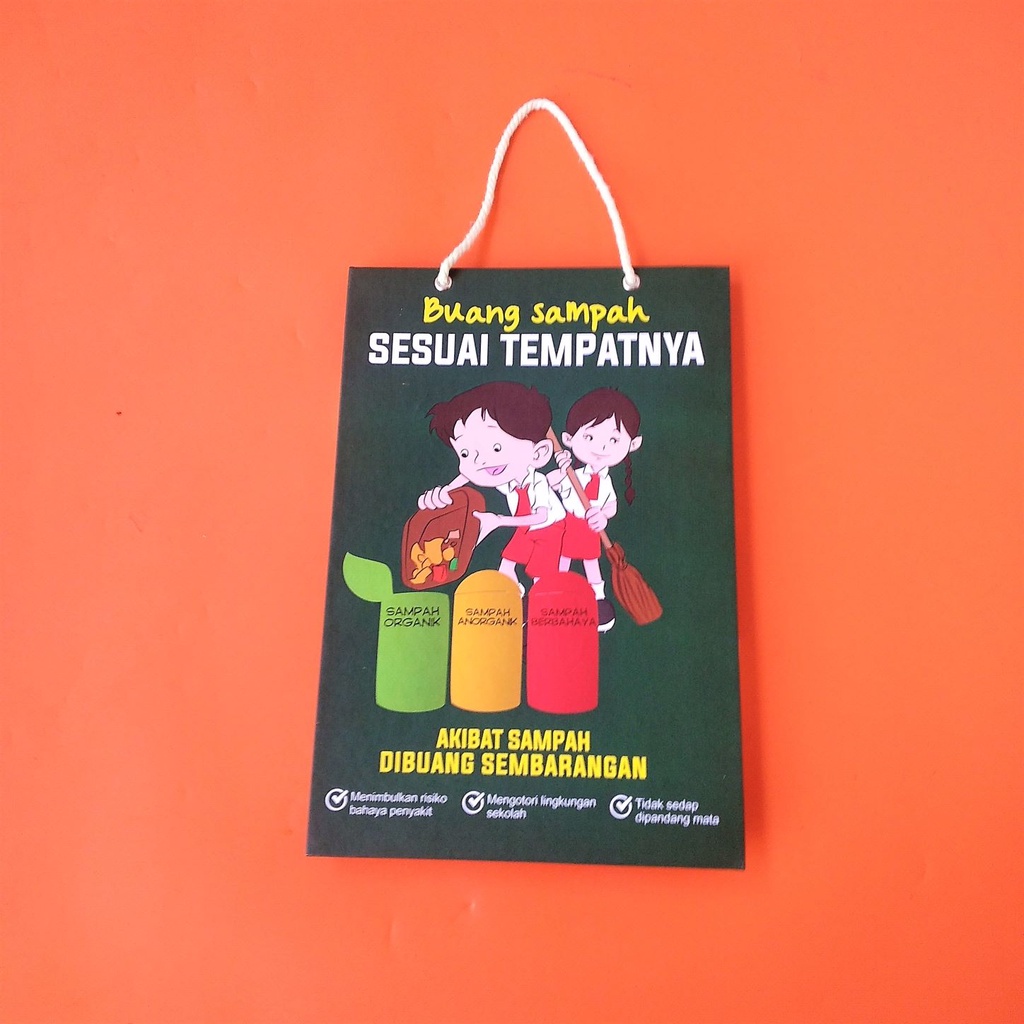 Buang sampah
SESUAI TEMPATNYA
SAMPAH
ORGANIK
SAMPAH
ANORGANIK
SAMPAH
BERBAHAYA
AKIBAT SAMPAH
DIBUANG SEMBARANGAN
Menimbulkan risiko
bahaya penyakit
Mengotori lingkungan
sekolah
Tidak sedap
dipandang mata